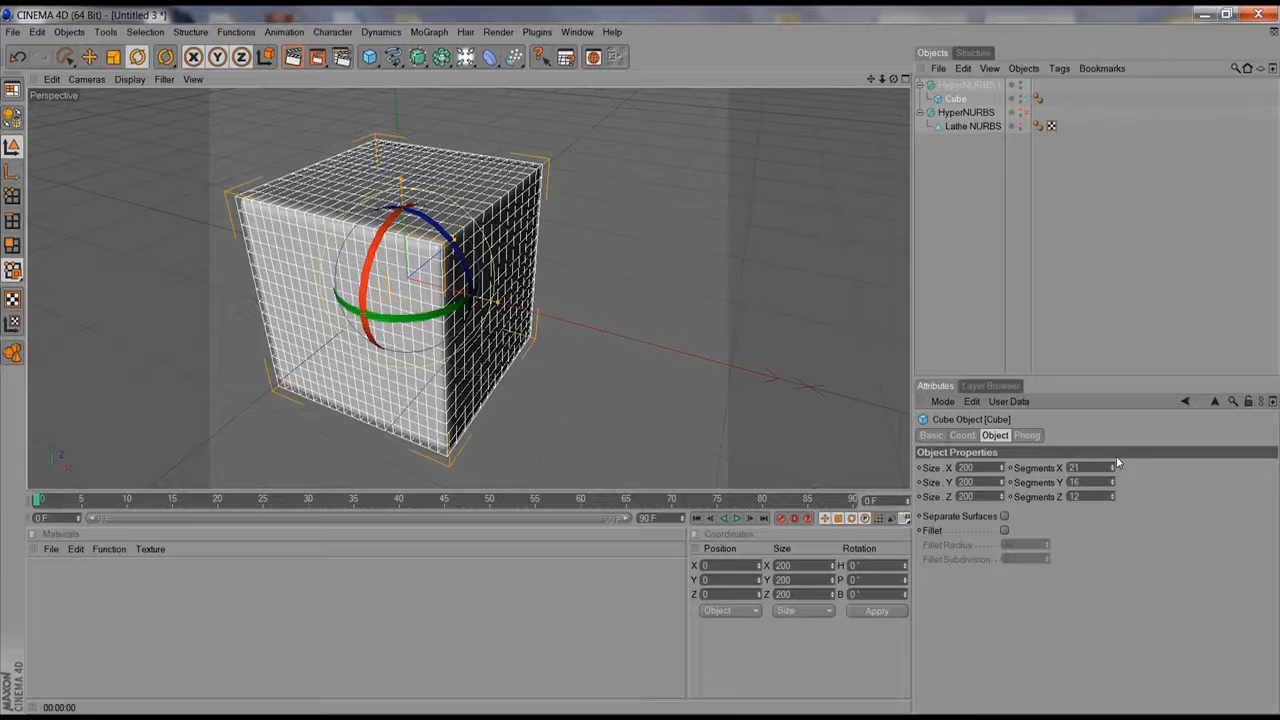 CINEMA 4D (64 Bit) - [Untitled 3 *]
File Edit Objects Tools Selection Structure Functions Animation Character Dynamics MoGraph Hair Render Plugins Window Help
Edit Cameras Display Filter View
Perspective
Objects Structure
File Edit View Objects Tags Bookmarks
HyperNURBS
Cube
HyperNURBS
Lathe NURBS
Attributes Layer Browser
Mode Edit User Data
Cube Object [Cube]
Basic Coord. Object Phong
Object Properties
Size . X 200 Segments X 21
Size . Y 200 Segments Y 16
Size . Z 200 Segments Z 12
Separate Surfaces
Fillet
Fillet Radius
Fillet Subdivision
X Y Z
Y Z
X
0 5 10 15 20 25 30 35 40 45 50 55 60 65 70 75 80 85 90 0 F
0 F 0 F 90 F 90 F
Materials
File Edit Function Texture
Coordinates
Position Size Rotation
X 0 X 200 H 0 °
Y 0 Y 200 P 0 °
Z 0 Z 200 B 0 °
Object Size Apply
MAXON
CINEMA 4D
00:00:00